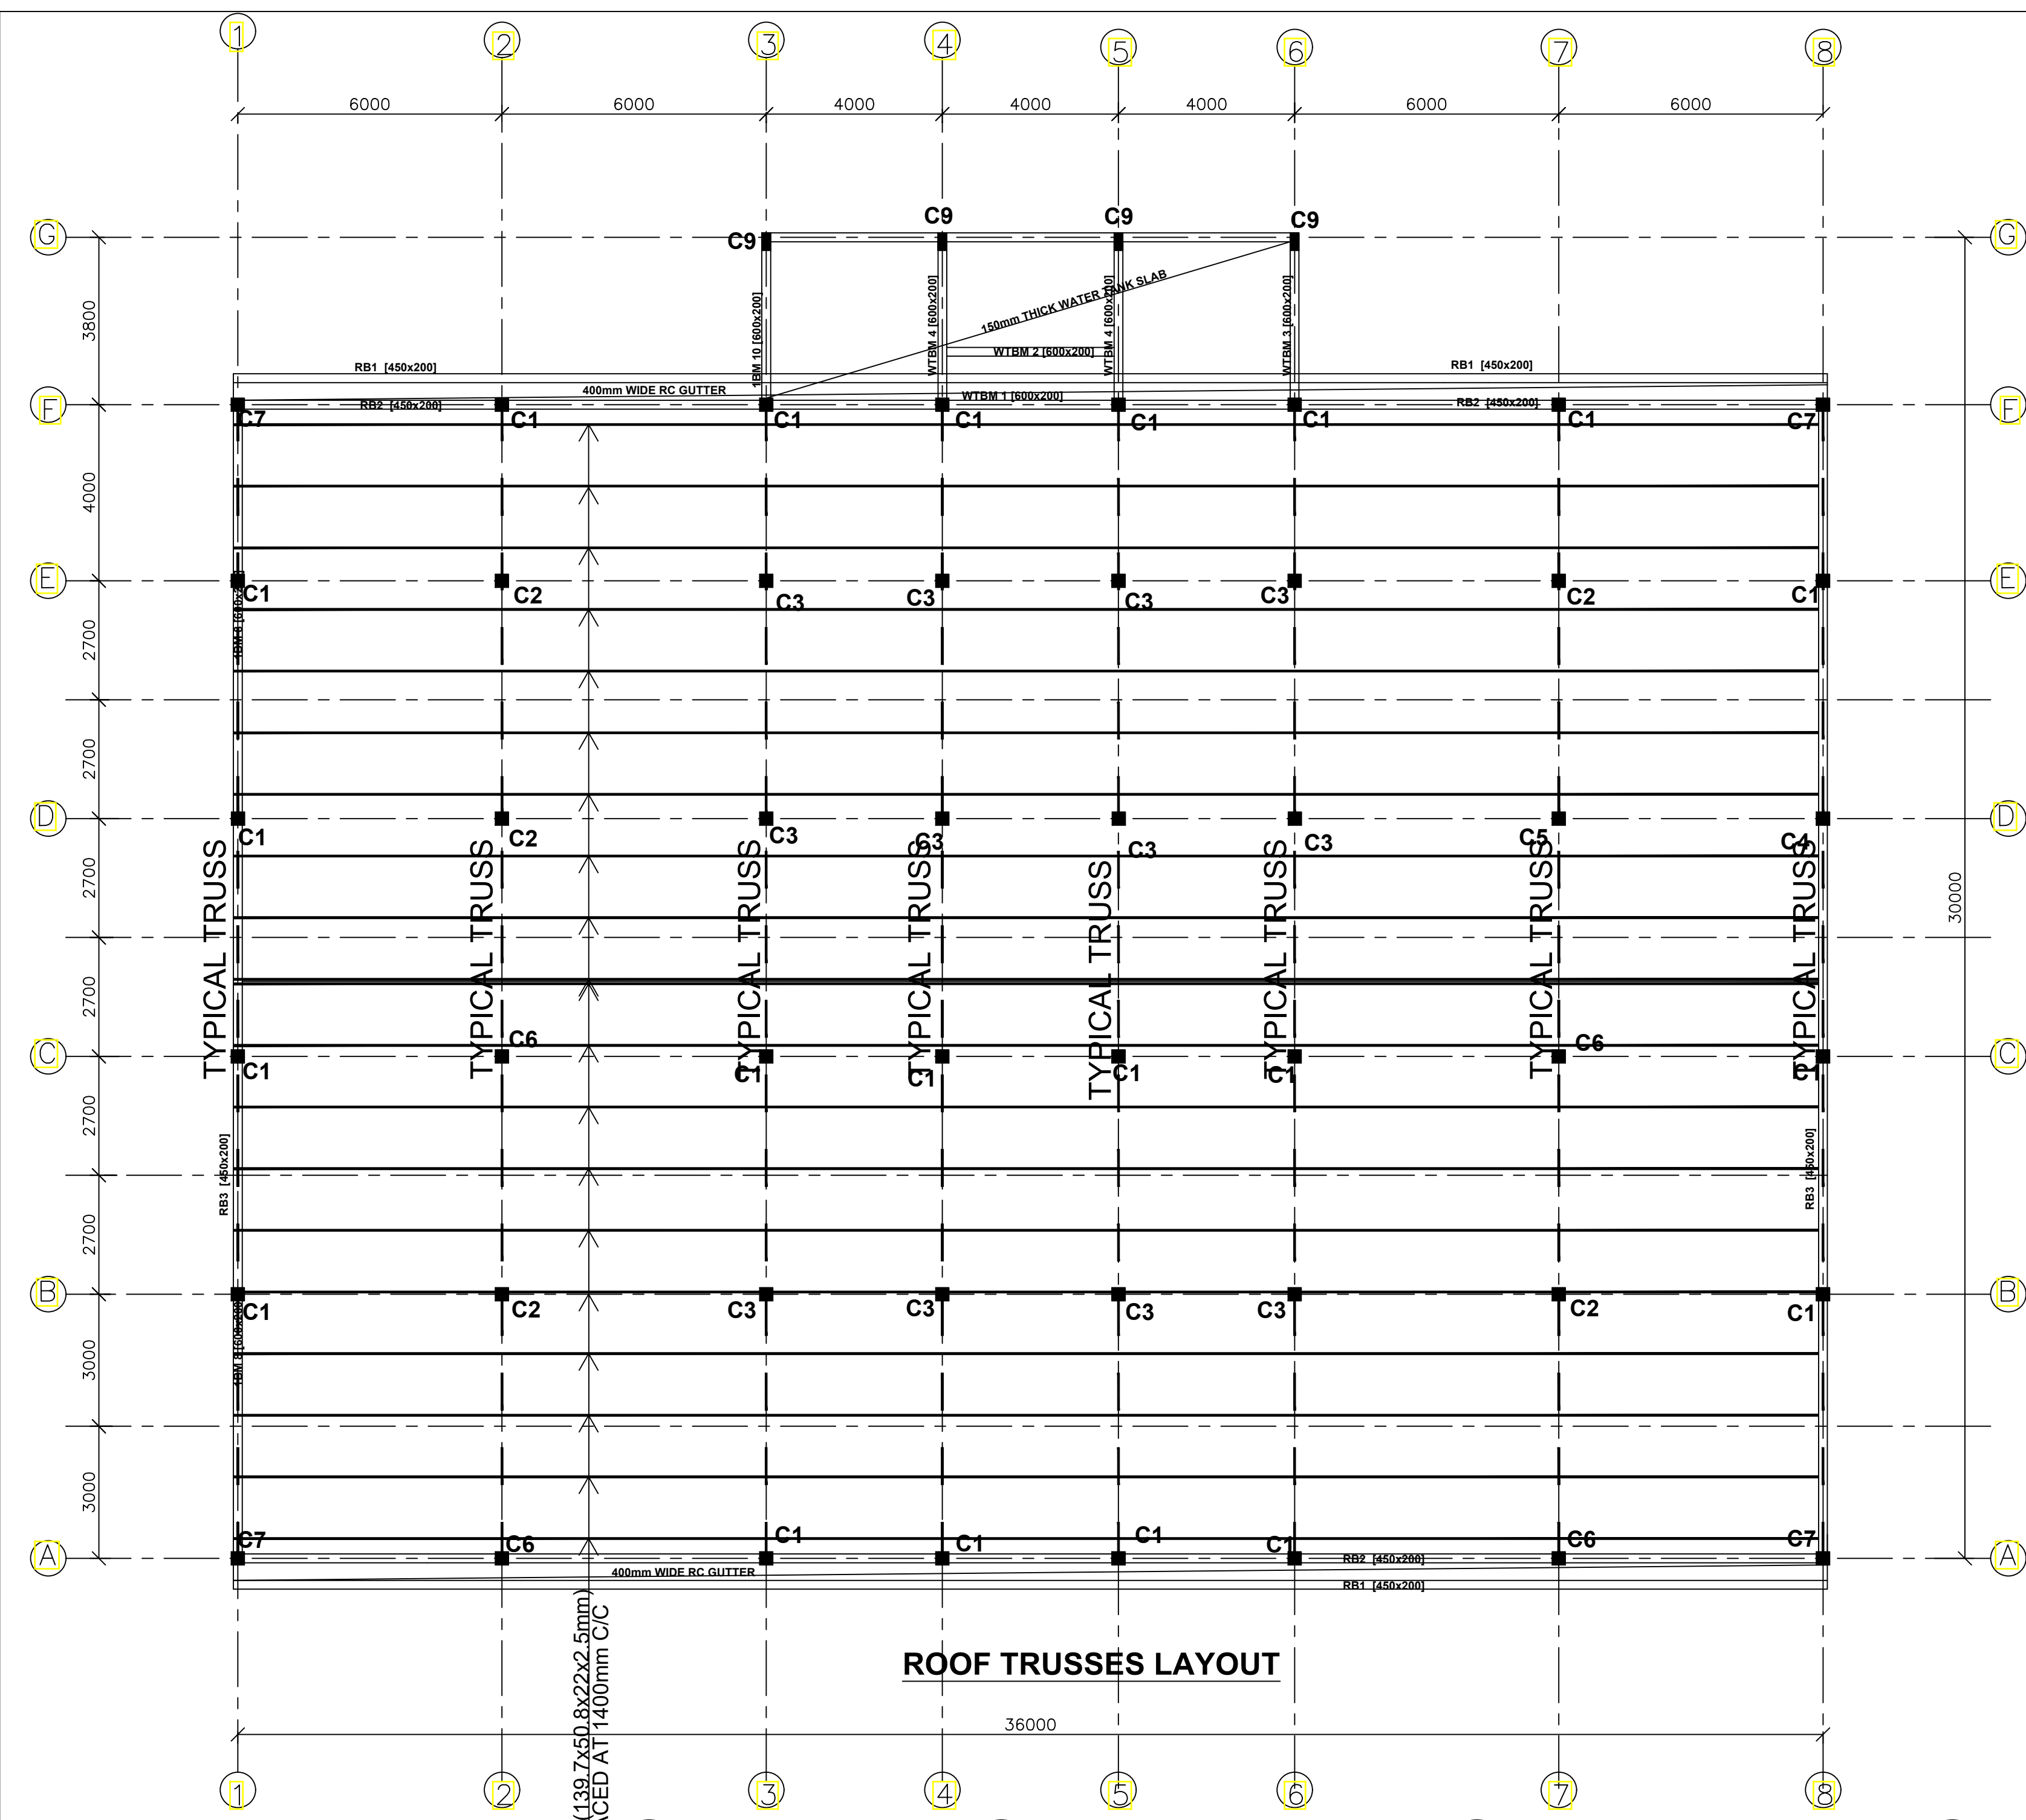 1 2 3 4 5 6 7 8
6000 6000 4000 4000 4000 6000 6000
C9 C9 C9
G C9 G
3800
1BM 10 [600x200]
WTBM 4 [600x200]
WTBM 4 [600x200]
WTBM 3 [600x200]
150mm THICK WATER TANK SLAB
WTBM 2 [600x200]
RB1 [450x200] RB1 [450x200]
400mm WIDE RC GUTTER
WTBM 1 [600x200]
RB2 [450x200] RB2 [450x200]
F F
C7 C1 C1 C1 C1 C1 C1 C7
4000
E E
C1 C2 C3 C3 C3 C3 C2 C1
2700
2700
D D
C1 C2 C3 C3 C3 C3 C5 C4
2700
30000
TYPICAL TRUSS
TYPICAL TRUSS
TYPICAL TRUSS
TYPICAL TRUSS
TYPICAL TRUSS
TYPICAL TRUSS
TYPICAL TRUSS
TYPICAL TRUSS
2700
C6 C6
C C
C1 C1 C1 C1 C1 C1
2700
RB3 [450x200]
RB3 [450x200]
2700
B B
C1 C2 C3 C3 C3 C3 C2 C1
3000
3000
C7 C6 C1 C1 C1 C1 C6 C7
A A
RB2 [450x200]
400mm WIDE RC GUTTER
RB1 [450x200]
(139.7x50.8x22x2.5mm)
ACED AT 1400mm C/C
ROOF TRUSSES LAYOUT
36000
1 2 3 4 5 6 7 8